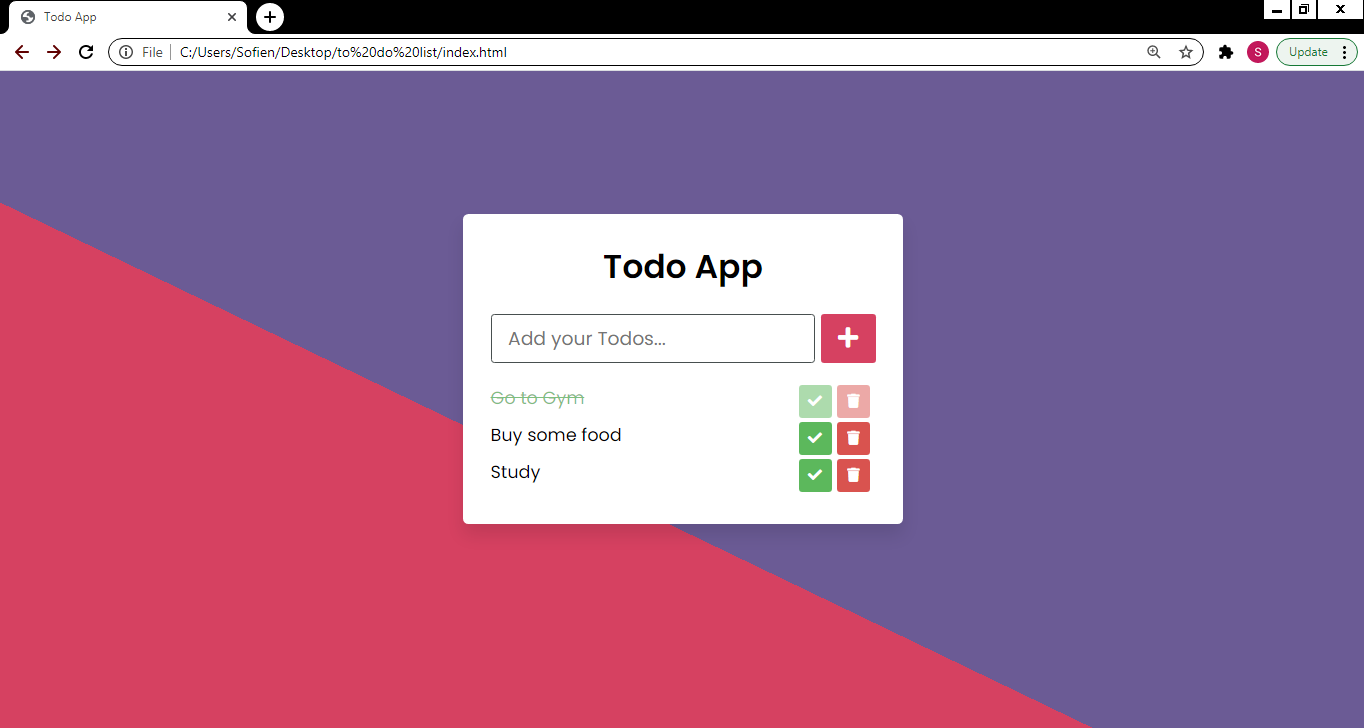 Todo App
File C:/Users/Sofien/Desktop/to%20do%20list/index.html S Update
Todo App
Add your Todos...
Go to Gym
Buy some food
Study